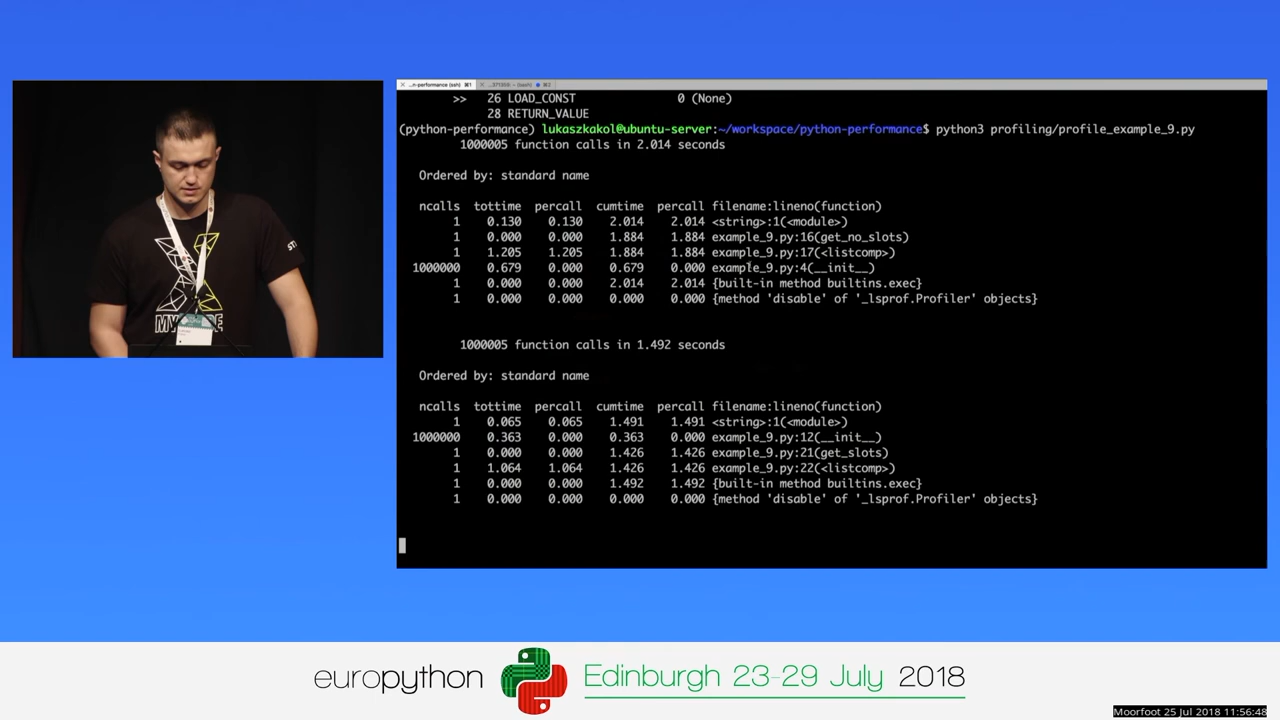 >>   26 LOAD_CONST               0 (None)
28 RETURN_VALUE
(python-performance) lukaszkakol@ubuntu-server:~/workspace/python-performance$ python3 profiling/profile_example_9.py
1000005 function calls in 2.014 seconds
Ordered by: standard name
ncalls  tottime  percall  cumtime  percall filename:lineno(function)
1    0.130    0.130    2.014    2.014 <string>:1(<module>)
1    0.000    0.000    1.884    1.884 example_9.py:16(get_no_slots)
1    1.205    1.205    1.884    1.884 example_9.py:17(<listcomp>)
1000000    0.679    0.000    0.679    0.000 example_9.py:4(__init__)
1    0.000    0.000    2.014    2.014 {built-in method builtins.exec}
1    0.000    0.000    0.000    0.000 {method 'disable' of '_lsprof.Profiler' objects}
1000005 function calls in 1.492 seconds
Ordered by: standard name
ncalls  tottime  percall  cumtime  percall filename:lineno(function)
1    0.065    0.065    1.491    1.491 <string>:1(<module>)
1000000    0.363    0.000    0.363    0.000 example_9.py:12(__init__)
1    0.000    0.000    1.426    1.426 example_9.py:21(get_slots)
1    1.064    1.064    1.426    1.426 example_9.py:22(<listcomp>)
1    0.000    0.000    1.492    1.492 {built-in method builtins.exec}
1    0.000    0.000    0.000    0.000 {method 'disable' of '_lsprof.Profiler' objects}
europython
Edinburgh 23-29 July 2018
Moorfoot 25 Jul 2018 11:56:48